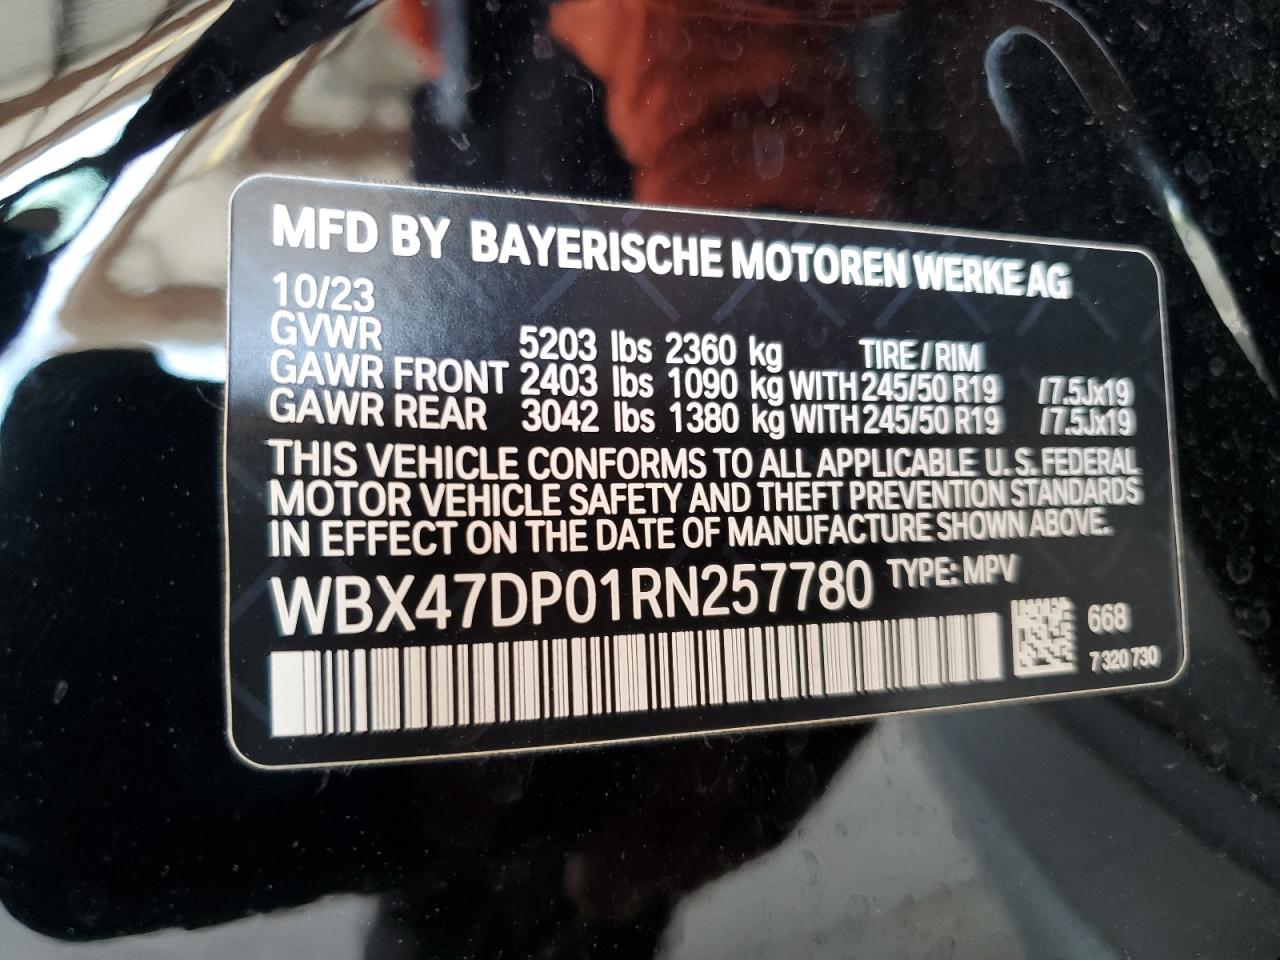 MFD BY BAYERISCHE MOTOREN WERKE AG
10/23
GVWR 5203 lbs 2360 kg TIRE / RIM
GAWR FRONT 2403 lbs 1090 kg WITH 245/50 R19 /7.5Jx19
GAWR REAR 3042 lbs 1380 kg WITH 245/50 R19 /7.5Jx19
THIS VEHICLE CONFORMS TO ALL APPLICABLE U.S. FEDERAL
MOTOR VEHICLE SAFETY AND THEFT PREVENTION STANDARDS
IN EFFECT ON THE DATE OF MANUFACTURE SHOWN ABOVE.
WBX47DP01RN257780 TYPE: MPV
668
7 320 730